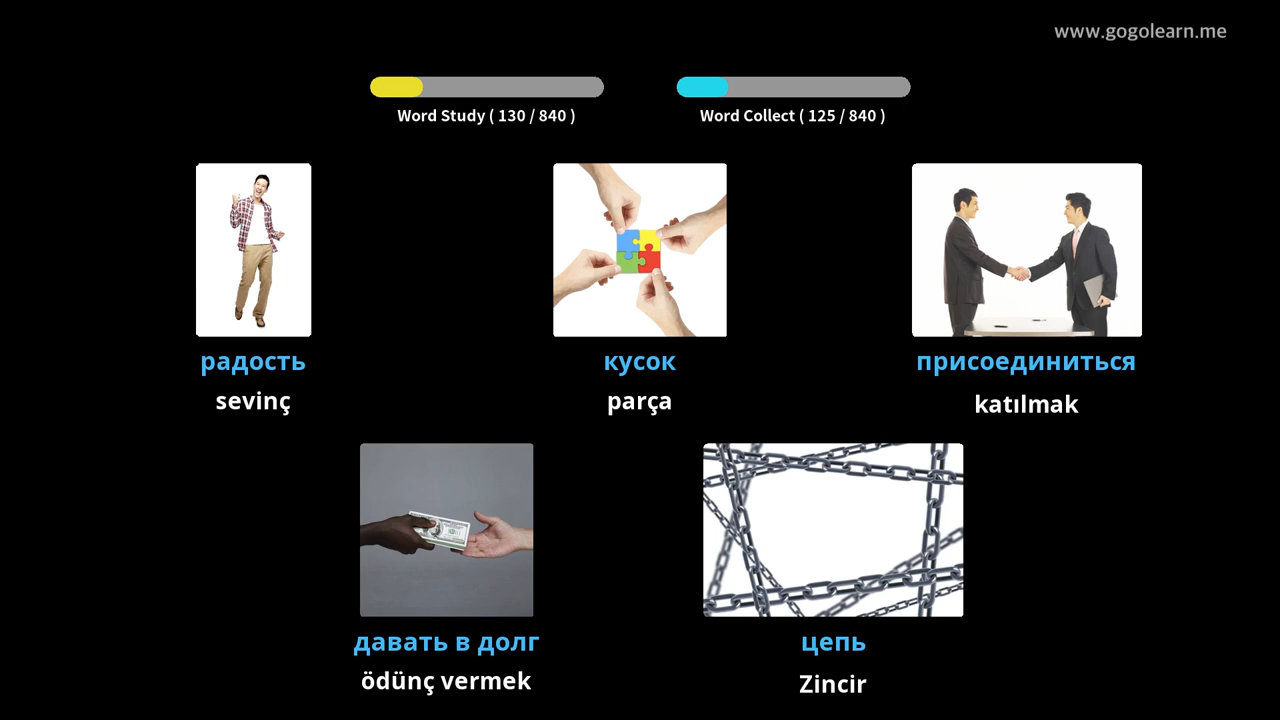 www.gogolearn.me
Word Study ( 130 / 840 )
Word Collect ( 125 / 840 )
радость
sevinç
кусок
parça
присоединиться
katılmak
давать в долг
ödünç vermek
цепь
Zincir